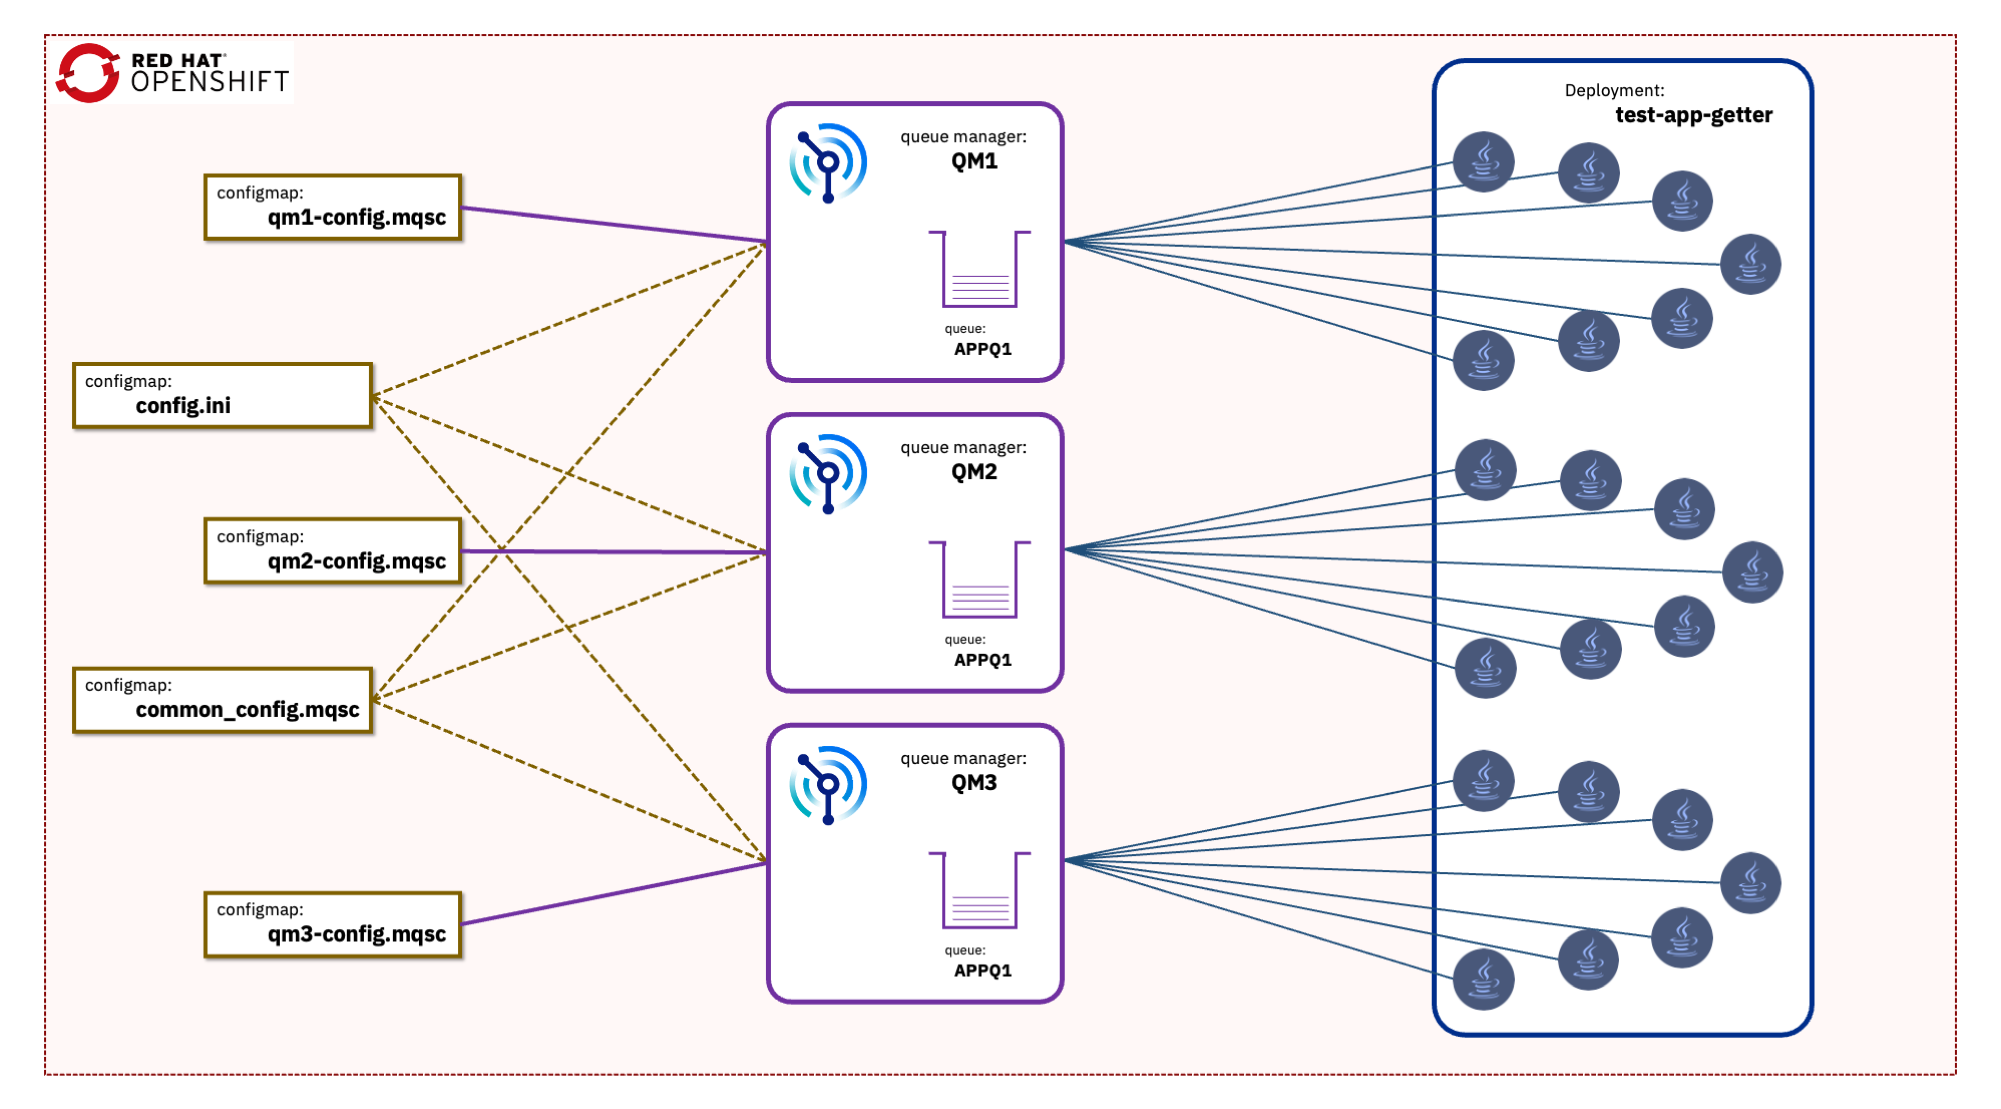 RED HAT®
OPENSHIFT
configmap:
qm1-config.mqsc
configmap:
config.ini
configmap:
qm2-config.mqsc
configmap:
common_config.mqsc
configmap:
qm3-config.mqsc
queue manager:
QM1
queue:
APPQ1
queue manager:
QM2
queue:
APPQ1
queue manager:
QM3
queue:
APPQ1
Deployment:
test-app-getter